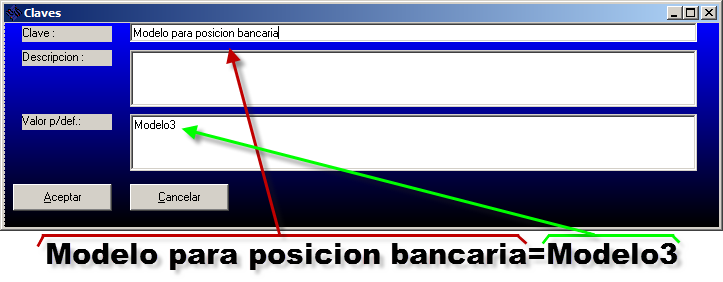 Claves
Clave : Modelo para posicion bancaria
Descripcion :
Valor p/def.: Modelo3
Aceptar Cancelar
Modelo para posicion bancaria=Modelo3